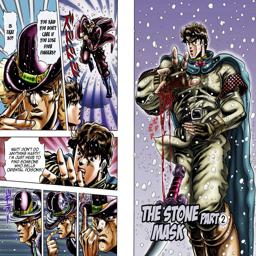 YOU SAID
YOU DON'T
CARE IF
YOU LOSE
YOUR
FINGERS?
IS
THAT
SO?
WAIT! DON'T
DO ANYTHING HASTY!
I'M JUST HERE TO
FIND SOMEONE
WHO SELLS
ORIENTAL POISONS!
THE STONE
MASK
PART 2